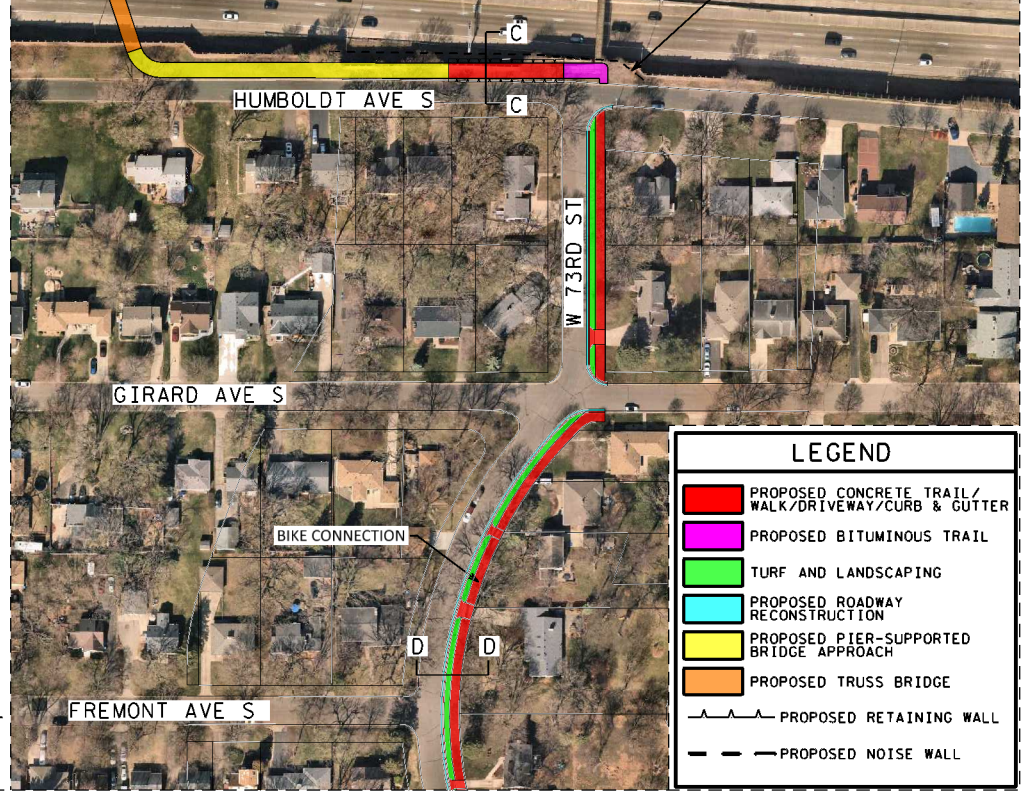 C
HUMBOLDT AVE S
C
W 73RD ST
GIRARD AVE S
BIKE CONNECTION
D D
FREMONT AVE S
LEGEND
PROPOSED CONCRETE TRAIL/
WALK/DRIVEWAY/CURB & GUTTER
PROPOSED BITUMINOUS TRAIL
TURF AND LANDSCAPING
PROPOSED ROADWAY
RECONSTRUCTION
PROPOSED PIER-SUPPORTED
BRIDGE APPROACH
PROPOSED TRUSS BRIDGE
PROPOSED RETAINING WALL
PROPOSED NOISE WALL